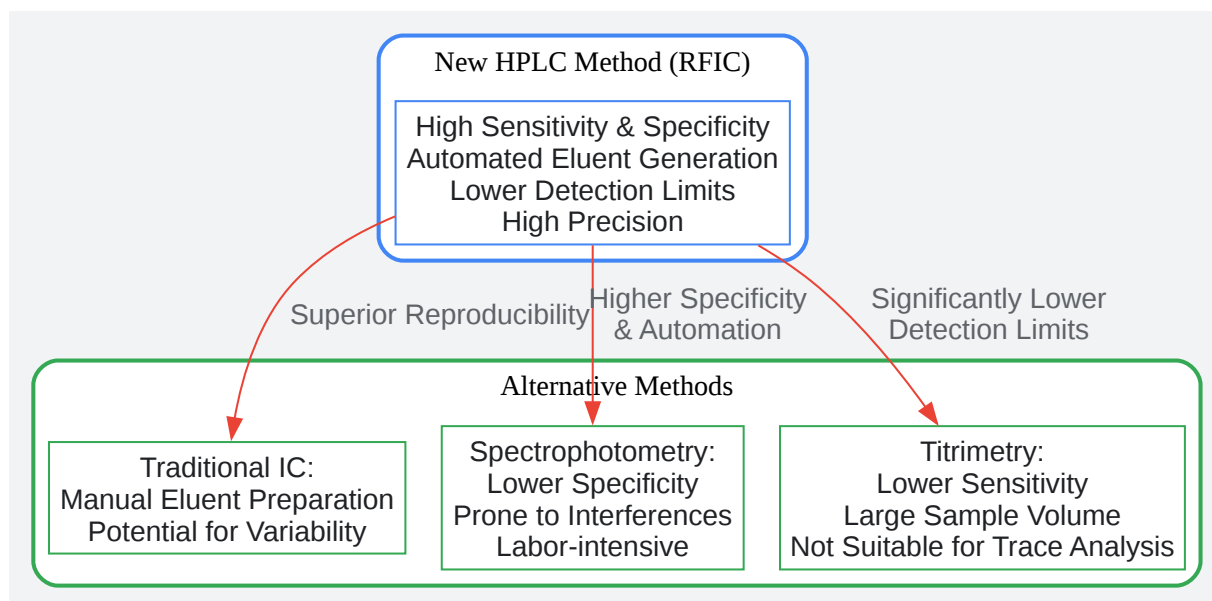 New HPLC Method (RFIC)
High Sensitivity & Specificity
Automated Eluent Generation
Lower Detection Limits
High Precision
Superior Reproducibility
Higher Specificity
& Automation
Significantly Lower
Detection Limits
Alternative Methods
Traditional IC:
Manual Eluent Preparation
Potential for Variability
Spectrophotometry:
Lower Specificity
Prone to Interferences
Labor-intensive
Titrimetry:
Lower Sensitivity
Large Sample Volume
Not Suitable for Trace Analysis